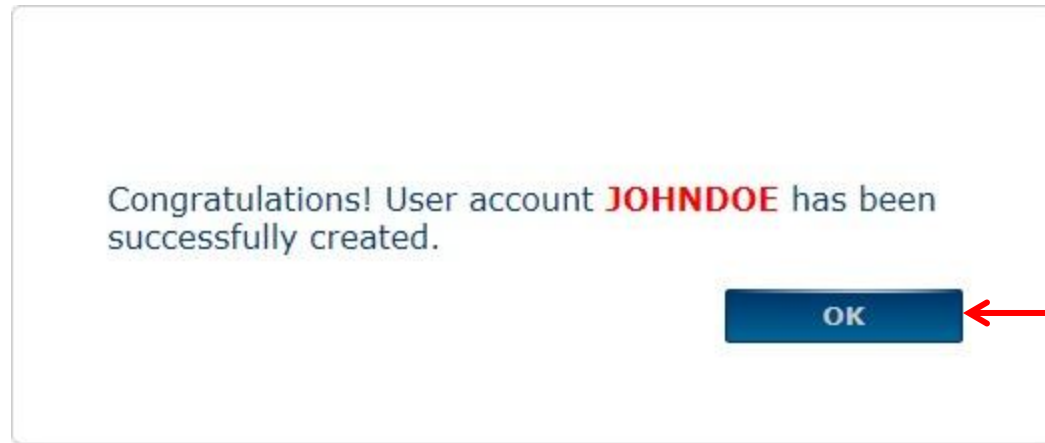 Congratulations! User account JOHNDOE has been
successfully created.
OK